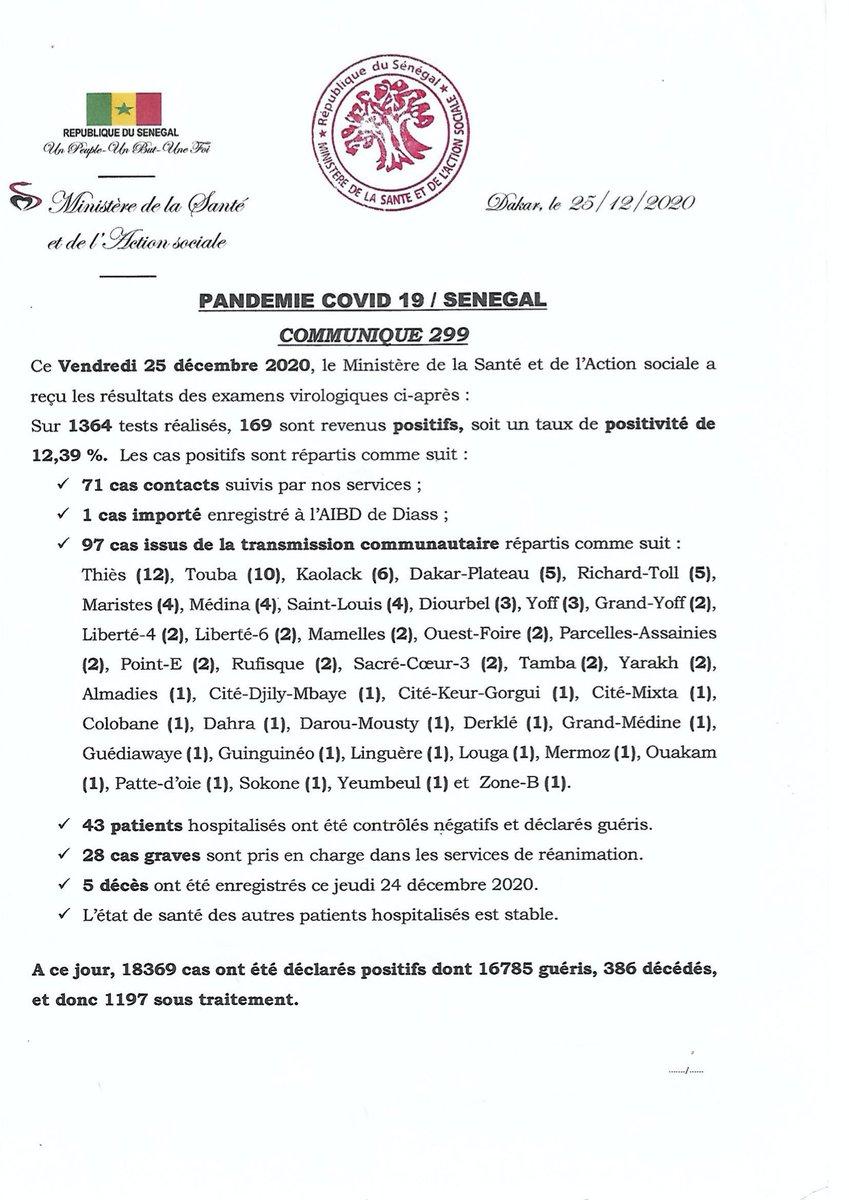 République du Sénégal
MINISTERE DE LA SANTE ET DE L'ACTION SOCIALE
REPUBLIQUE DU SENEGAL
Un Peuple-Un But-Une Foi
Ministère de la Santé
et de l'Action sociale
Dakar, le 25/12/2020
PANDEMIE COVID 19 / SENEGAL
COMMUNIQUE 299
Ce Vendredi 25 décembre 2020, le Ministère de la Santé et de l'Action sociale a
reçu les résultats des examens virologiques ci-après :
Sur 1364 tests réalisés, 169 sont revenus positifs, soit un taux de positivité de
12,39 %. Les cas positifs sont répartis comme suit :
✓ 71 cas contacts suivis par nos services ;
✓ 1 cas importé enregistré à l'AIBD de Diass ;
✓ 97 cas issus de la transmission communautaire répartis comme suit :
Thiès (12), Touba (10), Kaolack (6), Dakar-Plateau (5), Richard-Toll (5),
Maristes (4), Médina (4), Saint-Louis (4), Diourbel (3), Yoff (3), Grand-Yoff (2),
Liberté-4 (2), Liberté-6 (2), Mamelles (2), Ouest-Foire (2), Parcelles-Assainies
(2), Point-E (2), Rufisque (2), Sacré-Cœur-3 (2), Tamba (2), Yarakh (2),
Almadies (1), Cité-Djily-Mbaye (1), Cité-Keur-Gorgui (1), Cité-Mixta (1),
Colobane (1), Dahra (1), Darou-Mousty (1), Derklé (1), Grand-Médine (1),
Guédiawaye (1), Guinguinéo (1), Linguère (1), Louga (1), Mermoz (1), Ouakam
(1), Patte-d'oie (1), Sokone (1), Yeumbeul (1) et Zone-B (1).
✓ 43 patients hospitalisés ont été contrôlés négatifs et déclarés guéris.
✓ 28 cas graves sont pris en charge dans les services de réanimation.
✓ 5 décès ont été enregistrés ce jeudi 24 décembre 2020.
✓ L'état de santé des autres patients hospitalisés est stable.
A ce jour, 18369 cas ont été déclarés positifs dont 16785 guéris, 386 décédés,
et donc 1197 sous traitement.
......./......